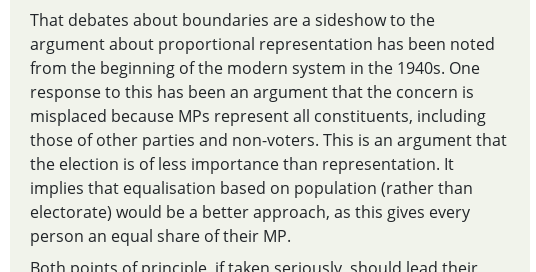 That debates about boundaries are a sideshow to the
argument about proportional representation has been noted
from the beginning of the modern system in the 1940s. One
response to this has been an argument that the concern is
misplaced because MPs represent all constituents, including
those of other parties and non-voters. This is an argument that
the election is of less importance than representation. It
implies that equalisation based on population (rather than
electorate) would be a better approach, as this gives every
person an equal share of their MP.
Both points of principle, if taken seriously, should lead their